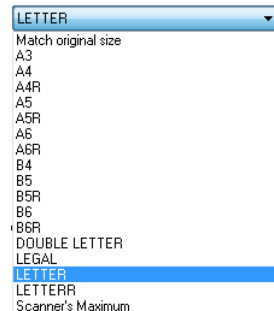 LETTER
Match original size
A3
A4
A4R
A5
A5R
A6
A6R
B4
B5
B5R
B6
B6R
DOUBLE LETTER
LEGAL
LETTER
LETTERR
Scanner's Maximum